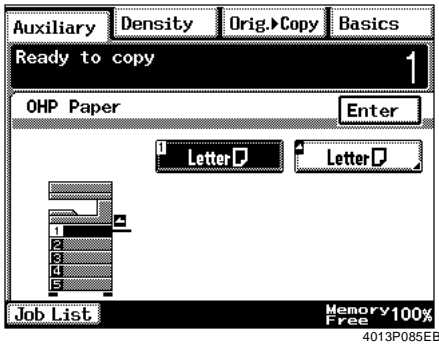 Auxiliary Density Orig.▸Copy Basics
Ready to copy 1
OHP Paper Enter
1 Letter Letter
1
2
3
4
5
Job List Memory Free 100%
4013P085EB